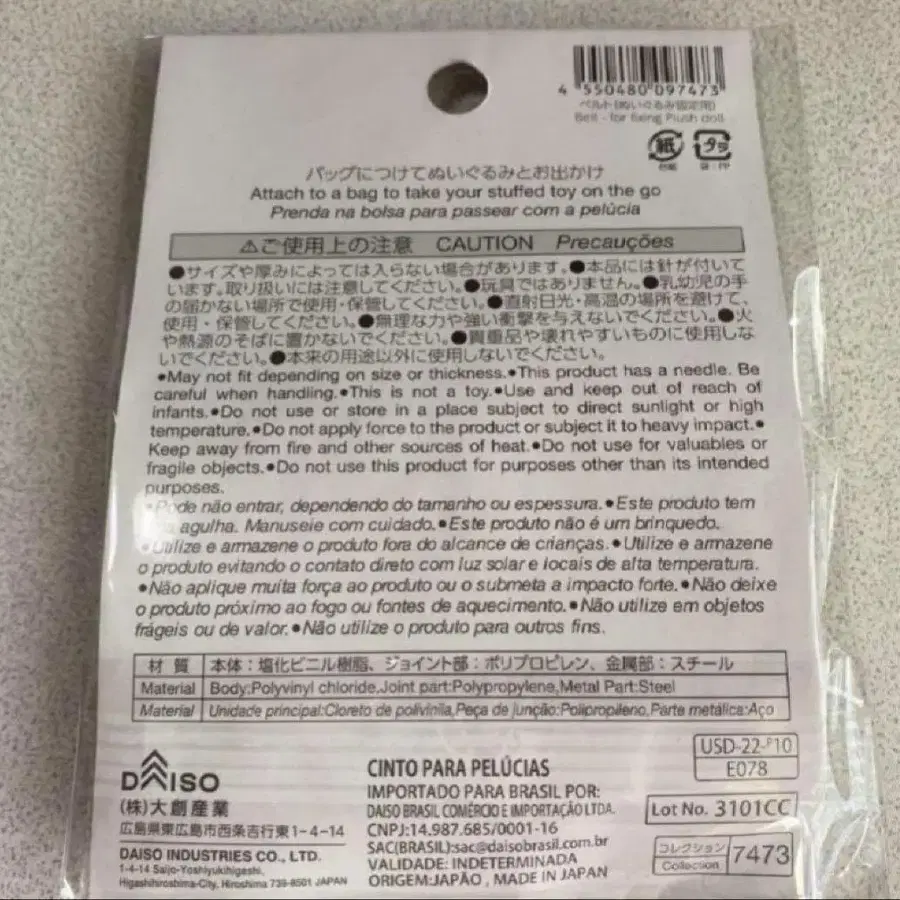 4 550480 097473
ベルト(ぬいぐるみ固定用)
Belt - for fixing Plush doll
紙
プラ
台紙
袋：PP
バッグにつけてぬいぐるみとお出かけ
Attach to a bag to take your stuffed toy on the go
Prenda na bolsa para passear com a pelúcia
⚠ご使用上の注意 CAUTION Precauções
●サイズや厚みによっては入らない場合があります。●本品には針が付いて
います。取り扱いには注意してください。●玩具ではありません。●乳幼児の手
の届かない場所で使用・保管してください。●直射日光・高温の場所を避けて、
使用・保管してください。●無理な力や強い衝撃を与えないでください。●火
や熱源のそばに置かないでください。●貴重品や壊れやすいものに使用しな
いでください。●本来の用途以外に使用しないでください。
●May not fit depending on size or thickness.●This product has a needle. Be
careful when handling.●This is not a toy.●Use and keep out of reach of
infants.●Do not use or store in a place subject to direct sunlight or high
temperature.●Do not apply force to the product or subject it to heavy impact.●
Keep away from fire and other sources of heat.●Do not use for valuables or
fragile objects.●Do not use this product for purposes other than its intended
purposes.
●Pode não entrar, dependendo do tamanho ou espessura.●Este produto tem
agulha. Manuseie com cuidado.●Este produto não é um brinquedo.
●Utilize e armazene o produto fora do alcance de crianças.●Utilize e armazene
o produto evitando o contato direto com luz solar e locais de alta temperatura.
●Não aplique muita força ao produto ou o submeta a impacto forte.●Não deixe
o produto próximo ao fogo ou fontes de aquecimento.●Não utilize em objetos
frágeis ou de valor.●Não utilize o produto para outros fins.
材質 本体：塩化ビニル樹脂、ジョイント部：ポリプロピレン、金属部：スチール
Material Body:Polyvinyl chloride,Joint part:Polypropylene,Metal Part:Steel
Material Unidade principal:Cloreto de polivinila,Peça de junção:Polipropileno,Parte metálica:Aço
DAISO
(株)大創産業
広島県東広島市西条吉行東1-4-14
DAISO INDUSTRIES CO., LTD.
1-4-14 Saijo-Yoshiyukihigashi,
Higashihiroshima-City, Hiroshima 739-8501 JAPAN
CINTO PARA PELÚCIAS
IMPORTADO PARA BRASIL POR:
DAISO BRASIL COMÉRCIO E IMPORTAÇÃO LTDA.
CNPJ:14.987.685/0001-16
SAC(BRASIL):sac@daisobrasil.com.br
VALIDADE: INDETERMINADA
ORIGEM:JAPÃO , MADE IN JAPAN
USD-22-P10
E078
Lot No. 3101CC
コレクション
Collection
7473